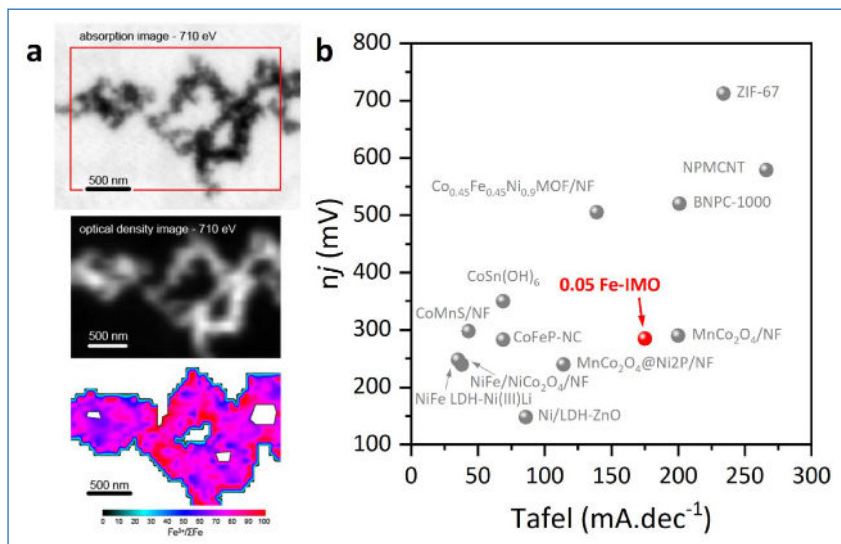 a
absorption image - 710 eV
500 nm
optical density image - 710 eV
500 nm
0 10 20 30 40 50 60 70 80 90 100
Fe³⁺/ΣFe
b
nj (mV)
800
700
600
500
400
300
200
100
ZIF-67
NPMCNT
Co₀.₄₅Fe₀.₄₅Ni₀.₉MOF/NF
BNPC-1000
CoSn(OH)₆
0.05 Fe-IMO
CoMnS/NF
CoFeP-NC
MnCo₂O₄/NF
MnCo₂O₄@Ni2P/NF
NiFe/NiCo₂O₄/NF
NiFe LDH-Ni(III)Li
Ni/LDH-ZnO
0 50 100 150 200 250 300
Tafel (mA.dec⁻¹)